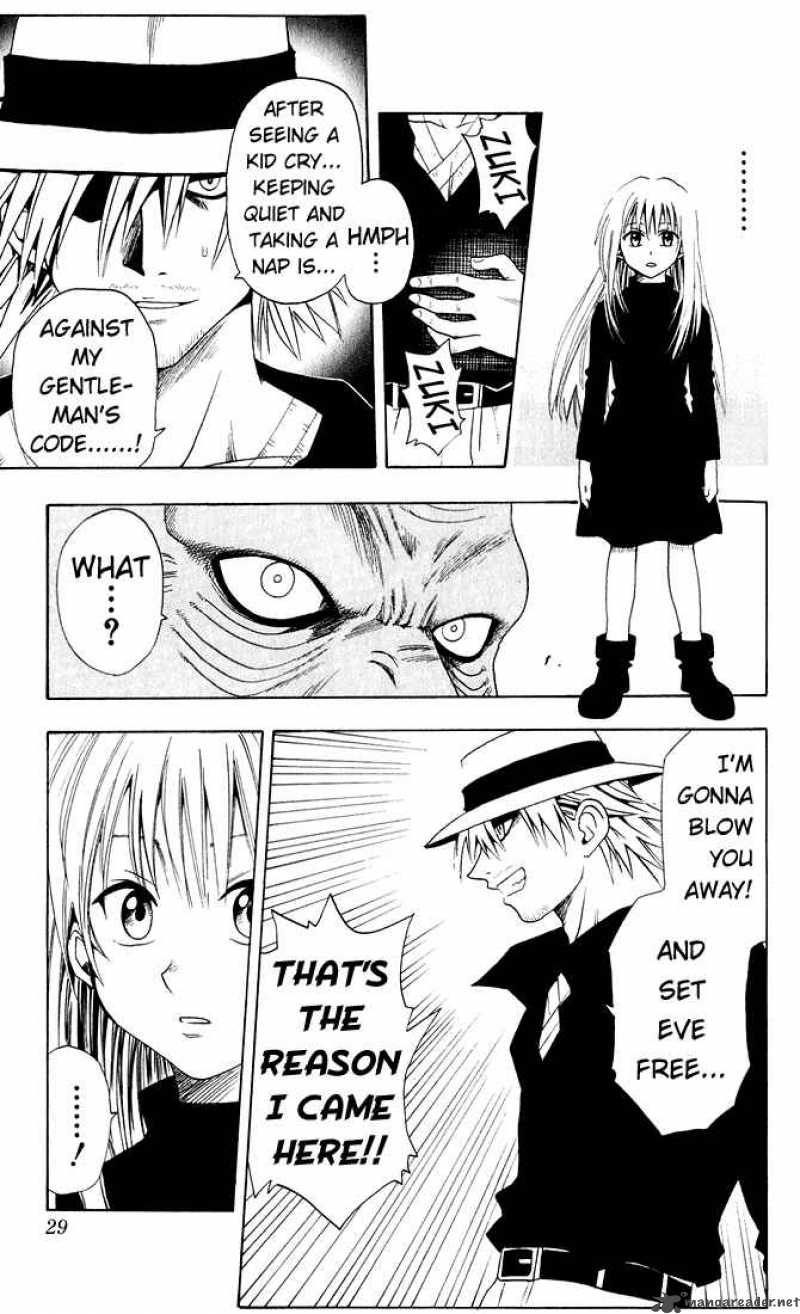 .........
ZUKI
ZUKI
HMPH
...
AFTER
SEEING A
KID CRY...
KEEPING
QUIET AND
TAKING A
NAP IS...
AGAINST
MY
GENTLE-
MAN'S
CODE......!
WHAT
......
?
I'M
GONNA
BLOW
YOU
AWAY!
AND
SET
EVE
FREE...
THAT'S
THE
REASON
I CAME
HERE!!
......!
29
mangareader.net